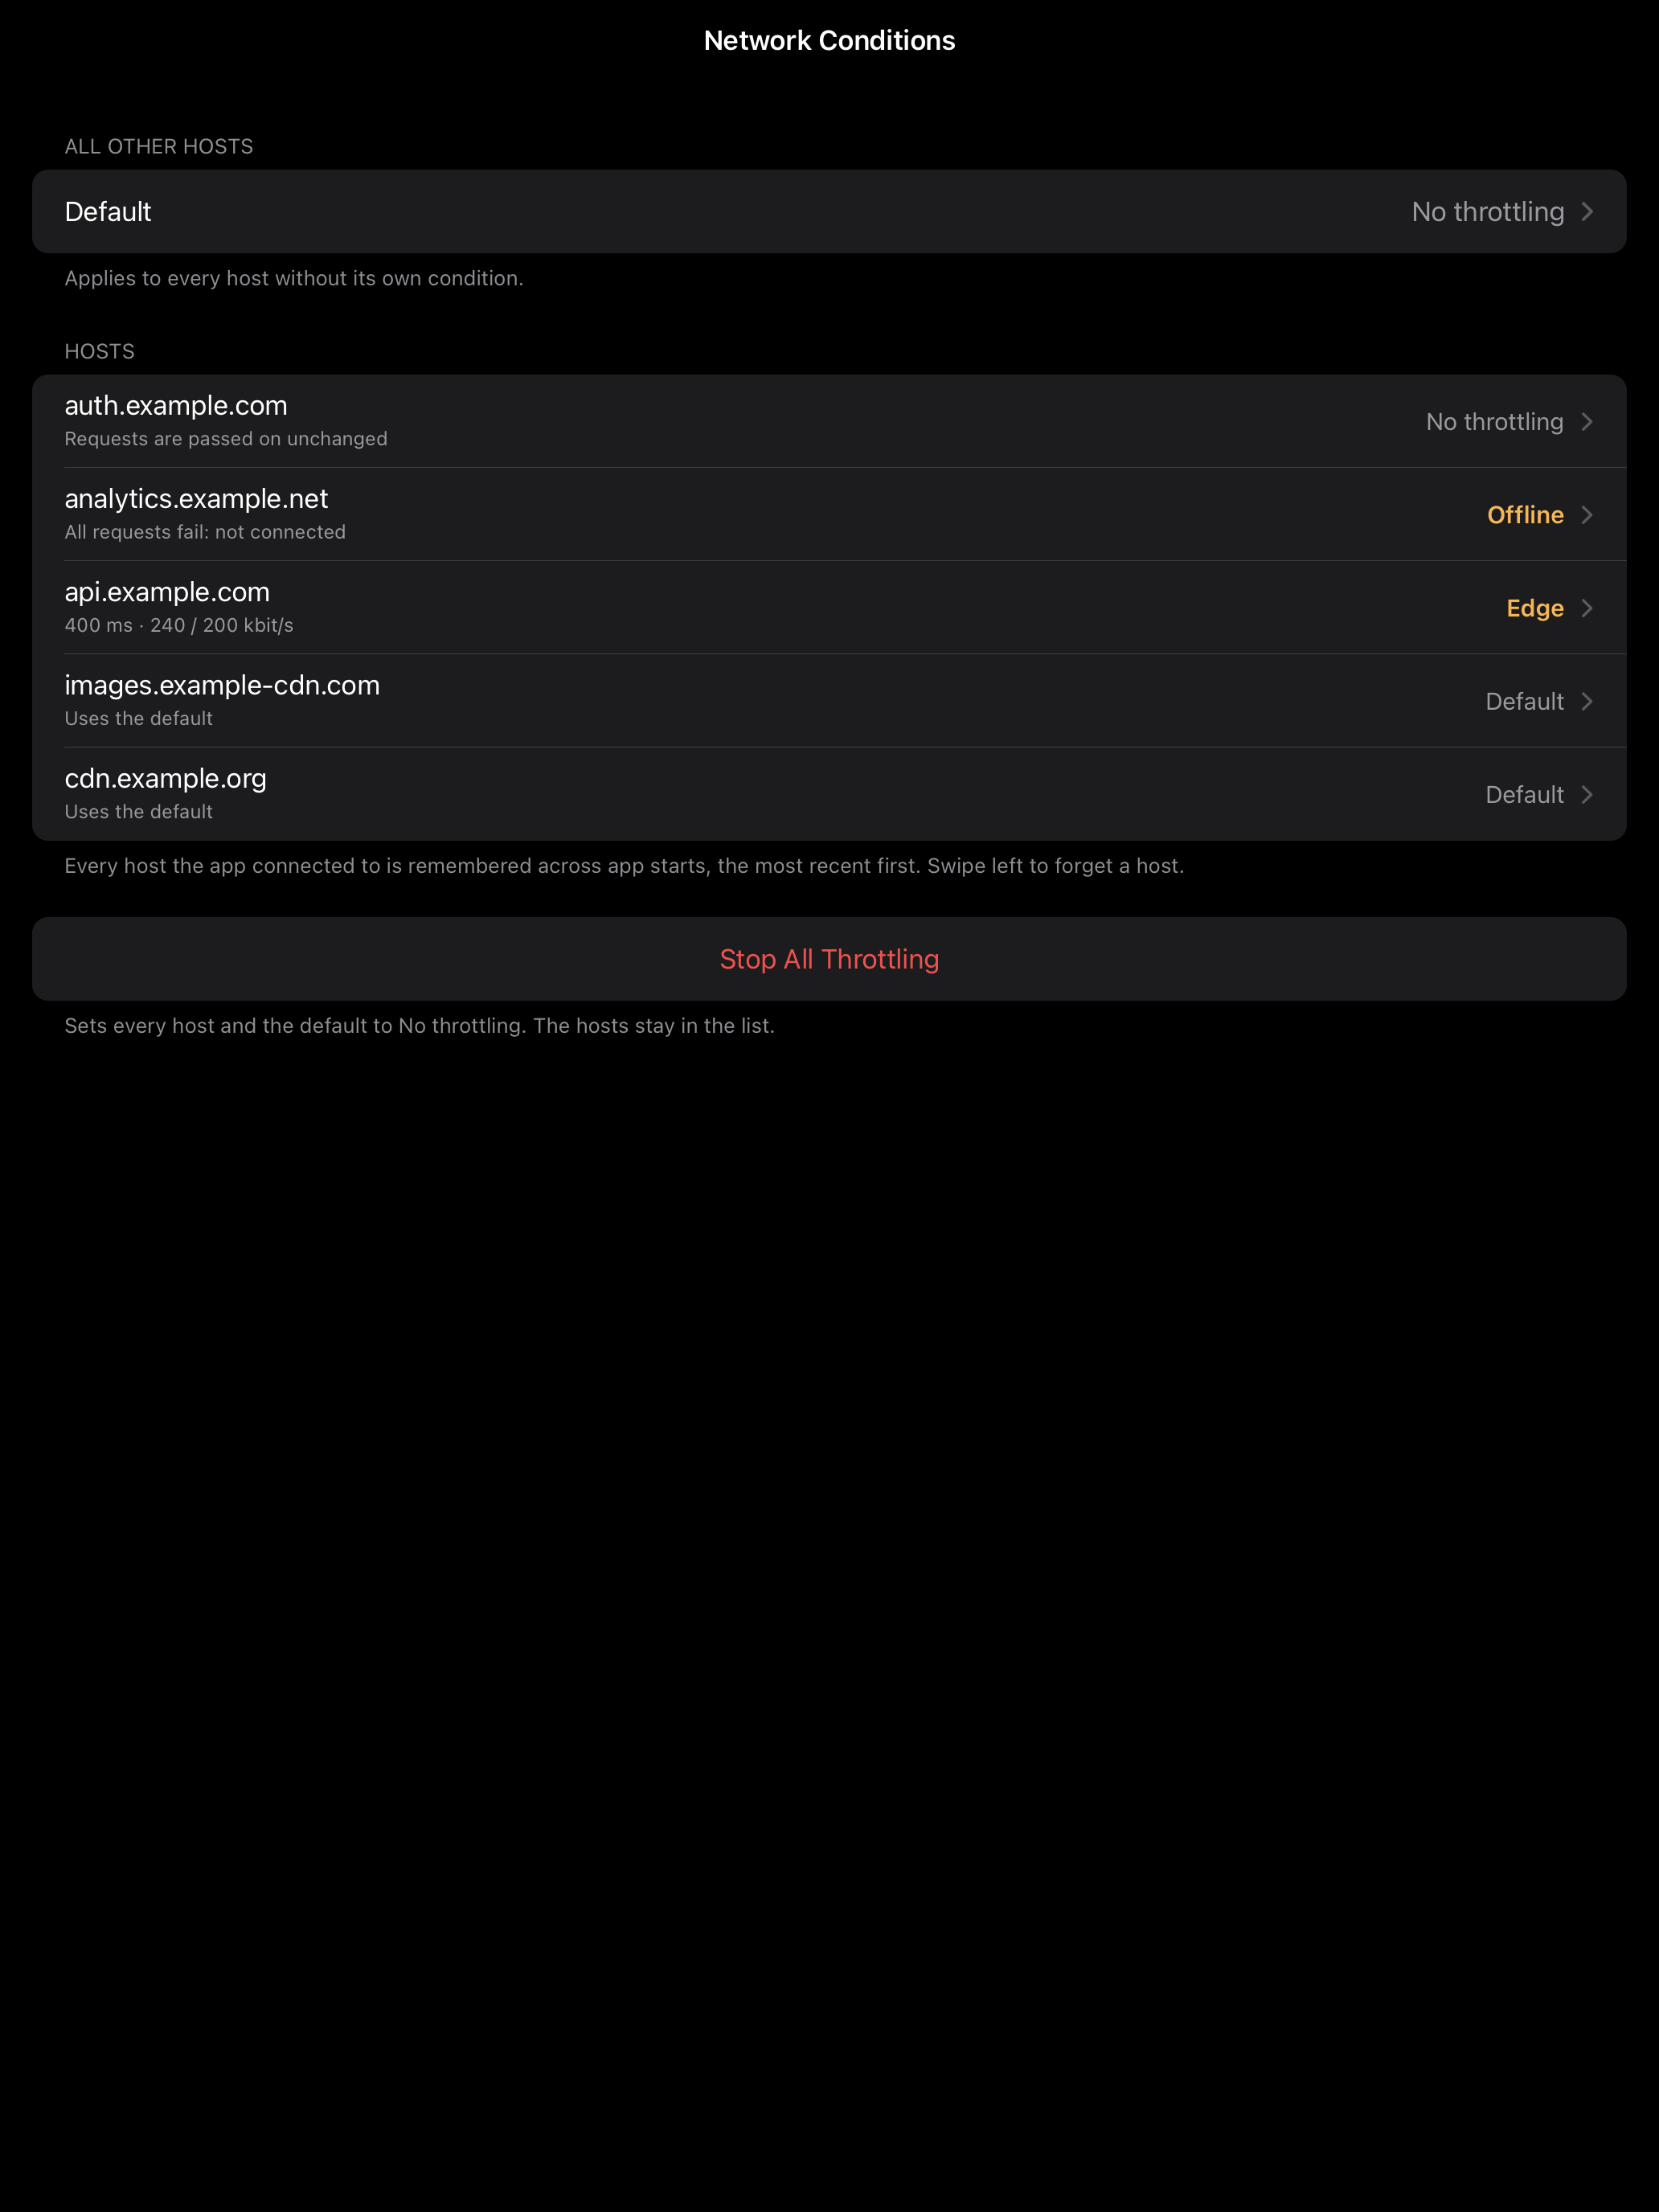 Network Conditions
ALL OTHER HOSTS
Default No throttling
Applies to every host without its own condition.
HOSTS
auth.example.com
Requests are passed on unchanged
No throttling
analytics.example.net
All requests fail: not connected
Offline
api.example.com
400 ms · 240 / 200 kbit/s
Edge
images.example-cdn.com
Uses the default
Default
cdn.example.org
Uses the default
Default
Every host the app connected to is remembered across app starts, the most recent first. Swipe left to forget a host.
Stop All Throttling
Sets every host and the default to No throttling. The hosts stay in the list.